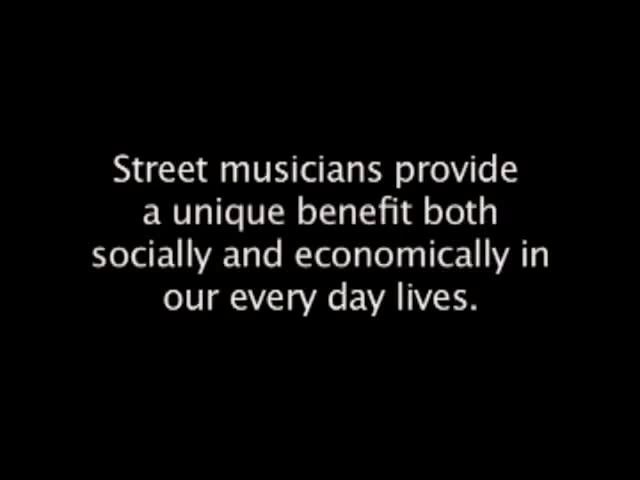 Street musicians provide
a unique benefit both
socially and economically in
our every day lives.